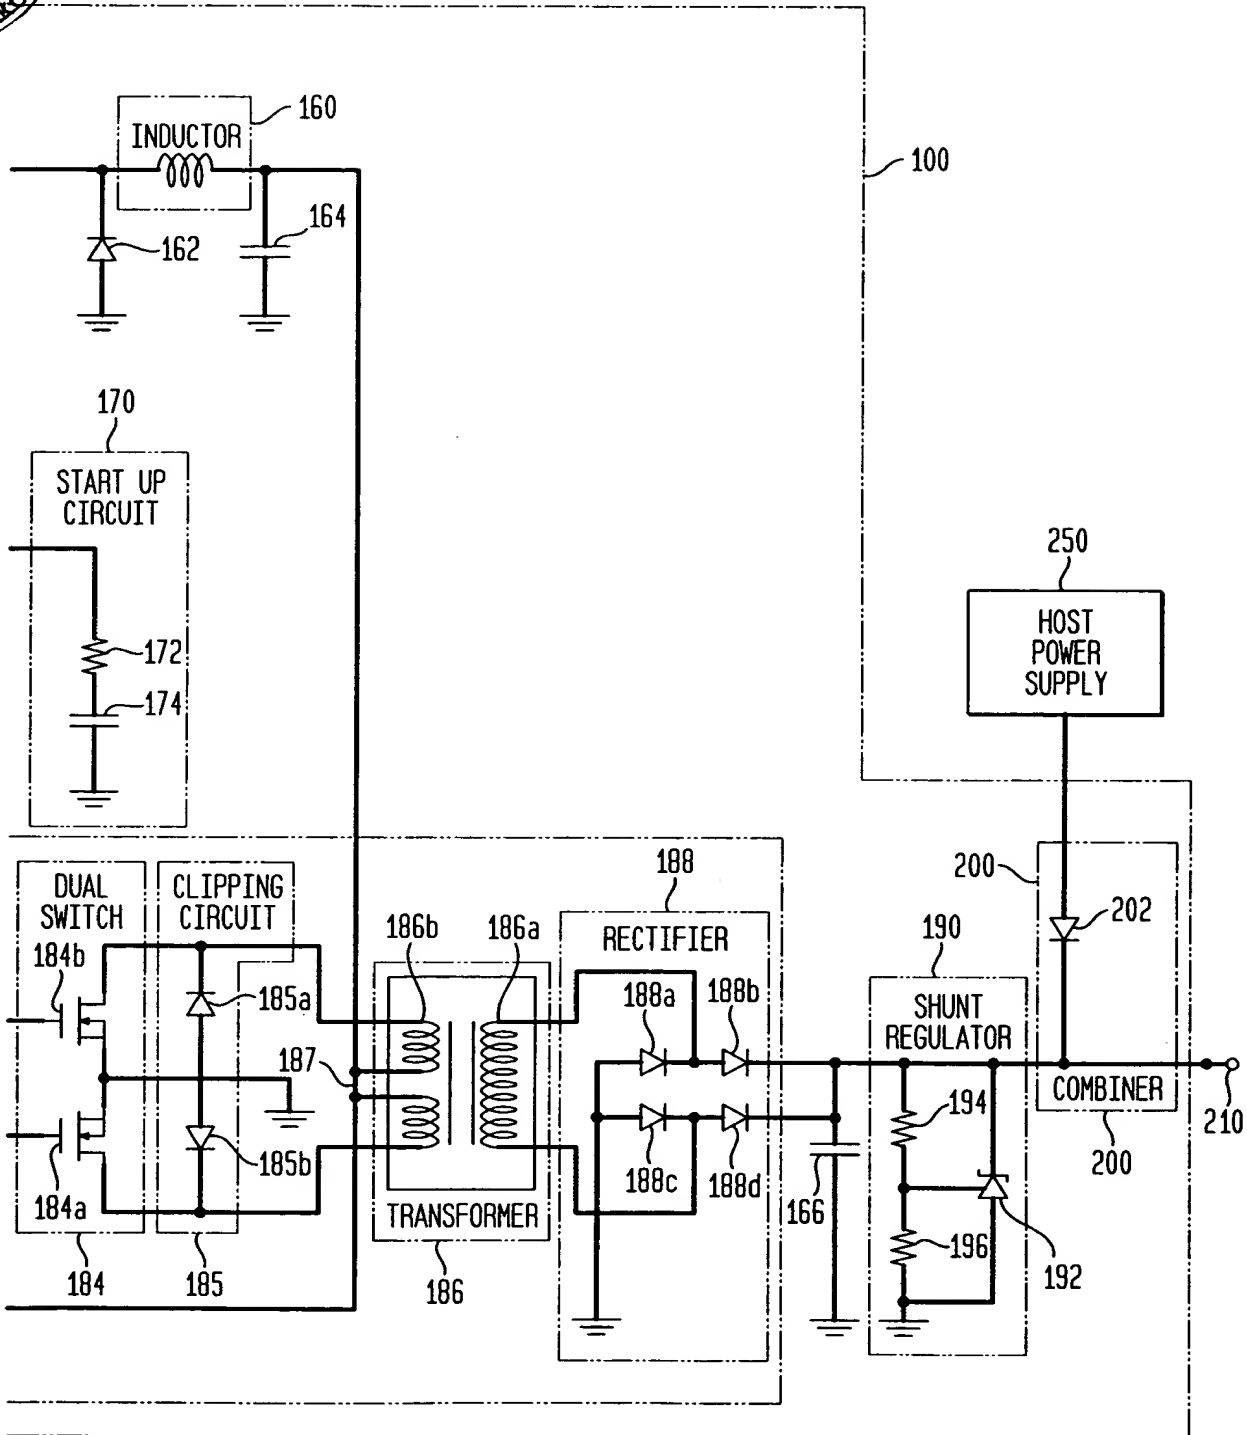 160
INDUCTOR
100
164
162
170
START UP
CIRCUIT
172
174
250
HOST
POWER
SUPPLY
188
200
202
DUAL
SWITCH
CLIPPING
CIRCUIT
186b
186a
RECTIFIER
190
184b
185a
188a
188b
SHUNT
REGULATOR
187
COMBINER
194
210
184a
185b
188c
188d
200
TRANSFORMER
166
196
192
184
185
186